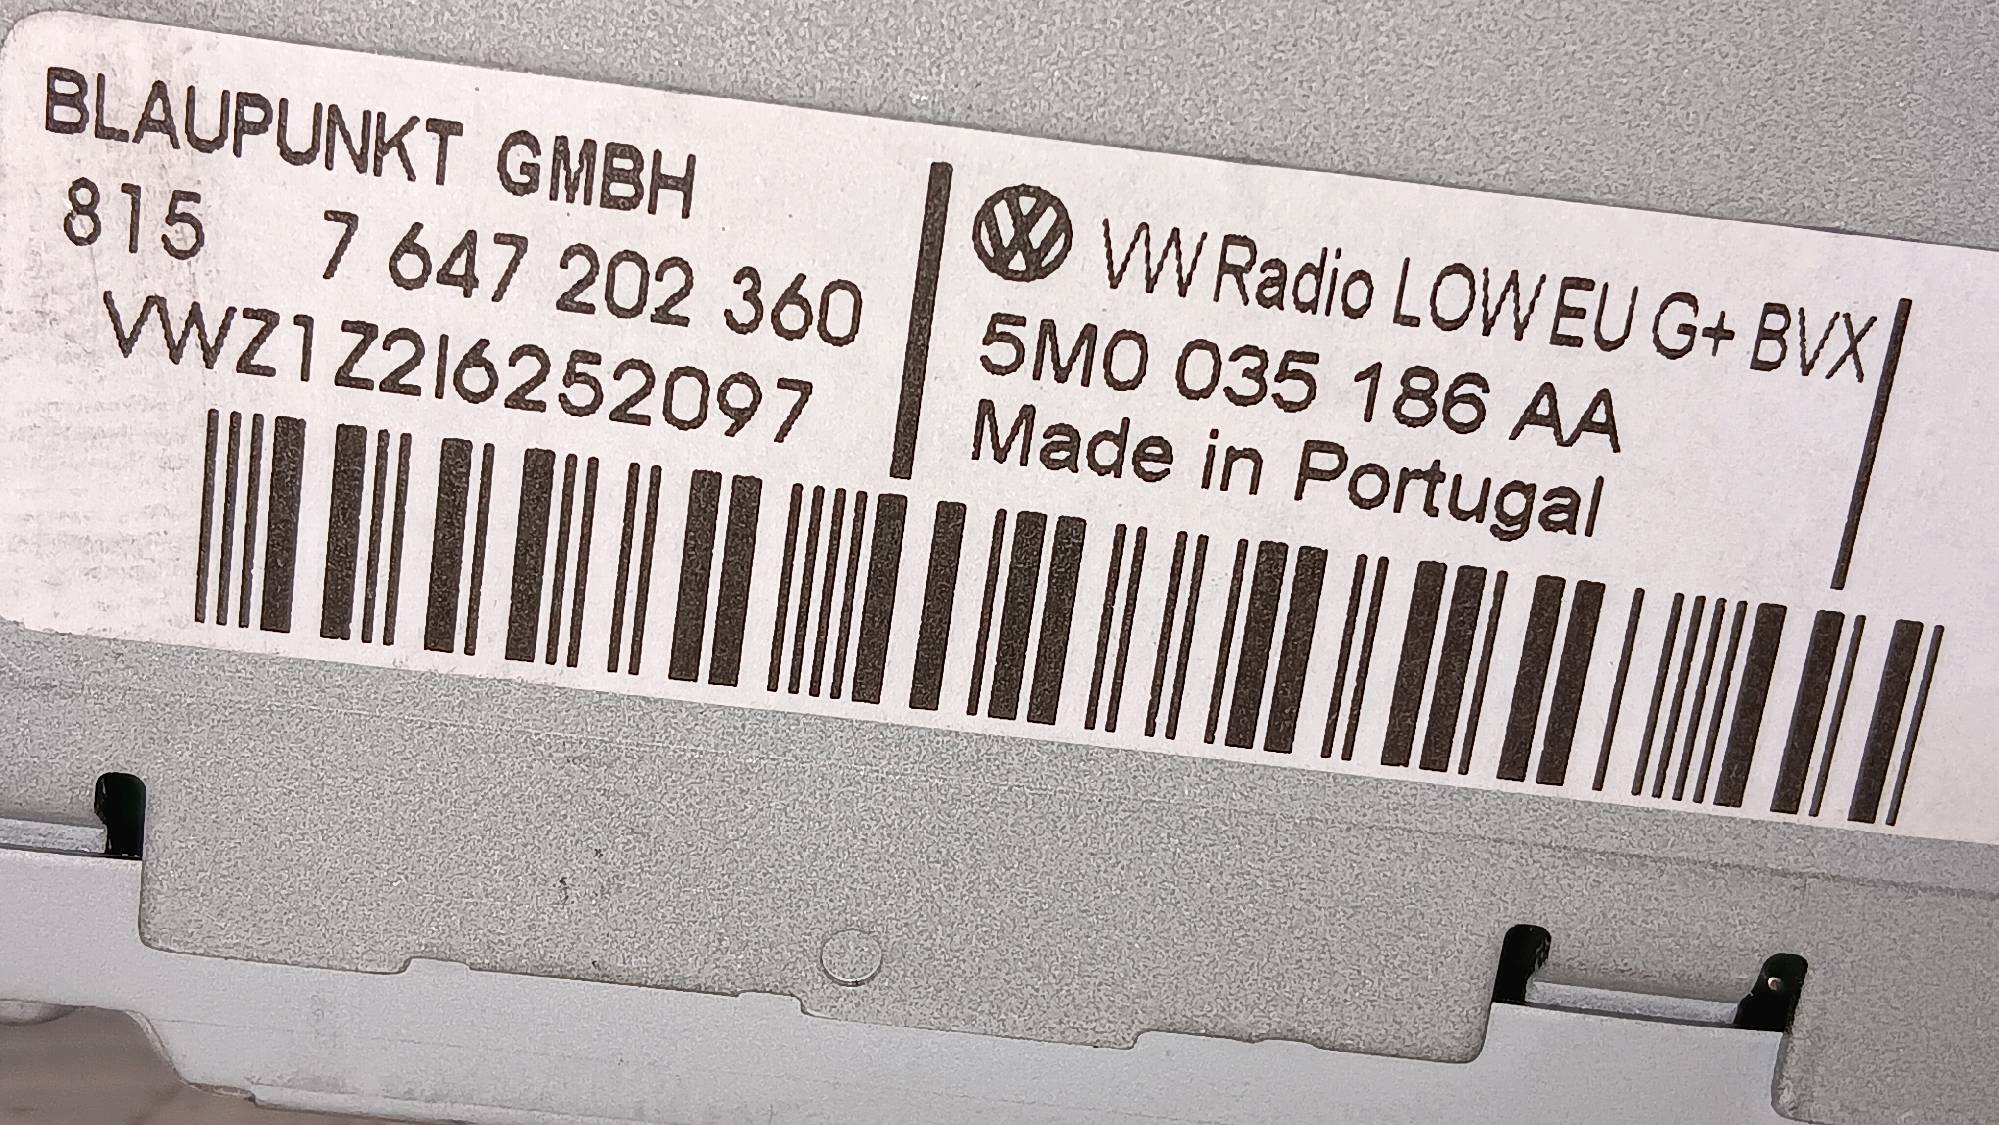 BLAUPUNKT GMBH
815 7 647 202 360
VWZ1Z2I6252097
VW Radio LOW EU G+ BVX
5M0 035 186 AA
Made in Portugal